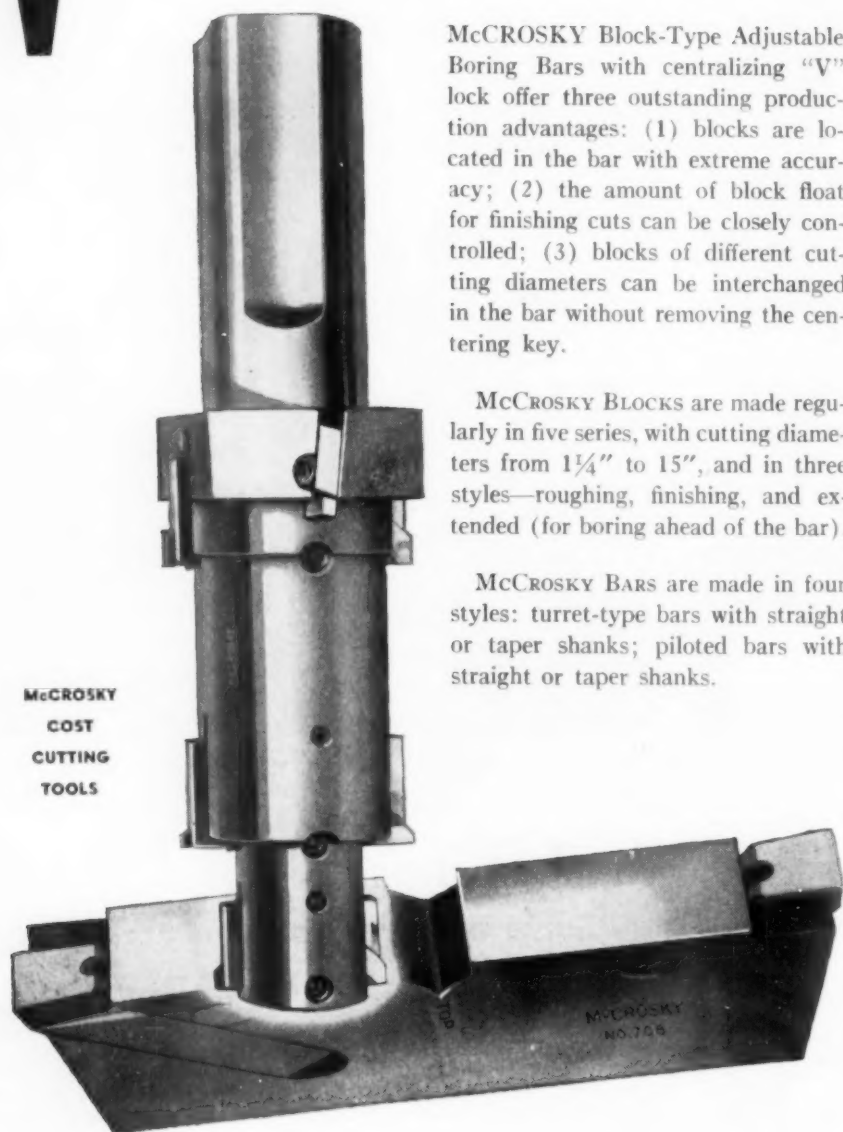 McCROSKY Block-Type Adjustable
Boring Bars with centralizing “V”
lock offer three outstanding produc-
tion advantages: (1) blocks are lo-
cated in the bar with extreme accur-
acy; (2) the amount of block float
for finishing cuts can be closely con-
trolled; (3) blocks of different cut-
ting diameters can be interchanged
in the bar without removing the cen-
tering key.
McCROSKY BLOCKS are made regu-
larly in five series, with cutting diame-
ters from 1¼″ to 15″, and in three
styles—roughing, finishing, and ex-
tended (for boring ahead of the bar)
McCROSKY BARS are made in four
styles: turret-type bars with straight
or taper shanks; piloted bars with
straight or taper shanks.
McCROSKY
COST
CUTTING
TOOLS
TOP
McCROSKY
NO.706